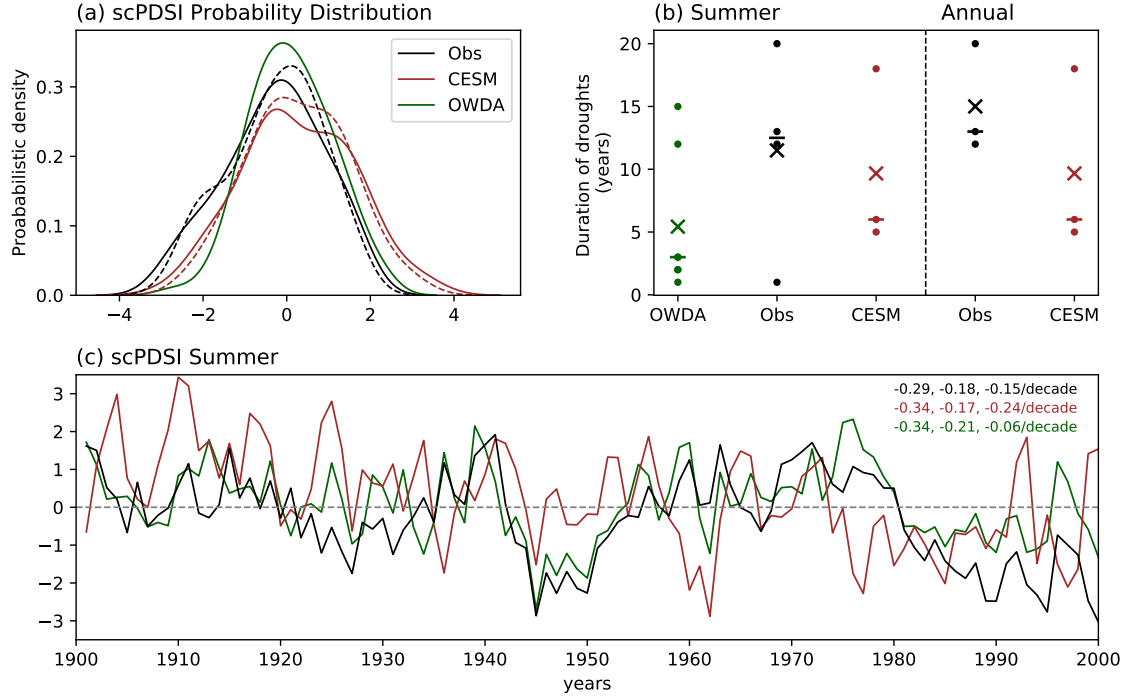 (a) scPDSI Probability Distribution
Proababilistic density
0.3
0.2
0.1
0.0
−4 −2 0 2 4
Obs
CESM
OWDA
(b) Summer Annual
Duration of droughts
(years)
20
15
10
5
0
OWDA Obs CESM Obs CESM
(c) scPDSI Summer
3
2
1
0
−1
−2
−3
-0.29, -0.18, -0.15/decade
-0.34, -0.17, -0.24/decade
-0.34, -0.21, -0.06/decade
1900 1910 1920 1930 1940 1950 1960 1970 1980 1990 2000
years